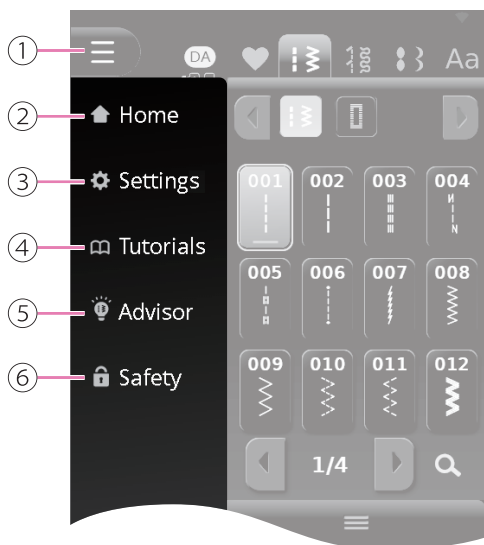 ①
DA
Aa
② Home
③ Settings
④ Tutorials
⑤ Advisor
⑥ Safety
001 002 003 004
005 006 007 008
009 010 011 012
1/4